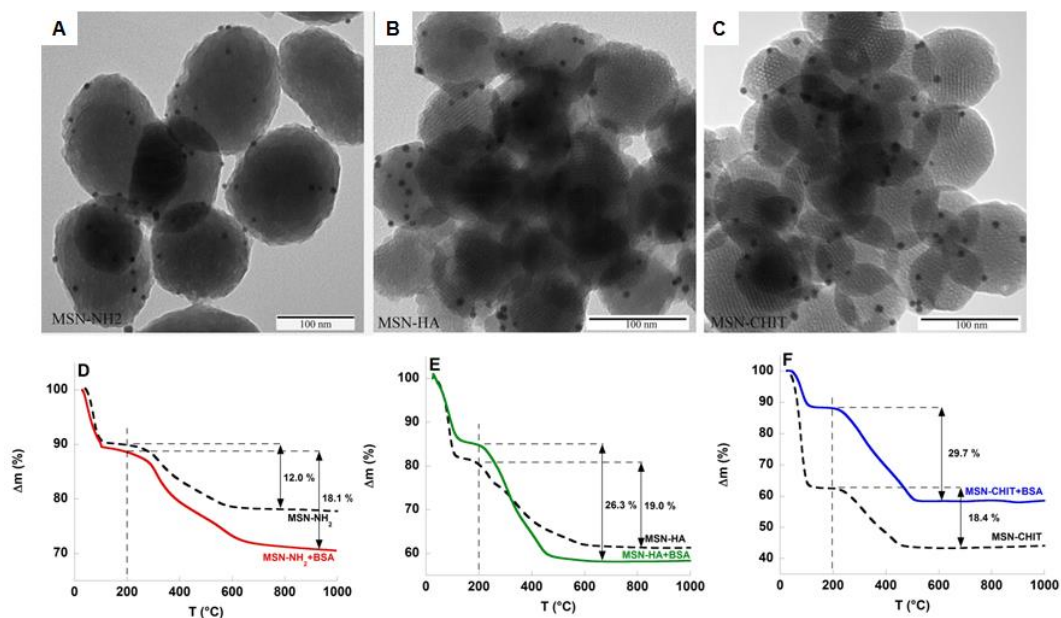 A
B
C
MSN-NH2
100 nm
MSN-HA
100 nm
MSN-CHIT
100 nm
D
100
90
80
70
Δm (%)
12.0 %
18.1 %
MSN-NH₂
MSN-NH₂+BSA
0 200 400 600 800 1000
T (°C)
E
100
90
80
70
60
Δm (%)
26.3 %
19.0 %
MSN-HA
MSN-HA+BSA
0 200 400 600 800 1000
T (°C)
F
100
90
80
70
60
50
40
Δm (%)
29.7 %
MSN-CHIT+BSA
18.4 %
MSN-CHIT
0 200 400 600 800 1000
T (°C)